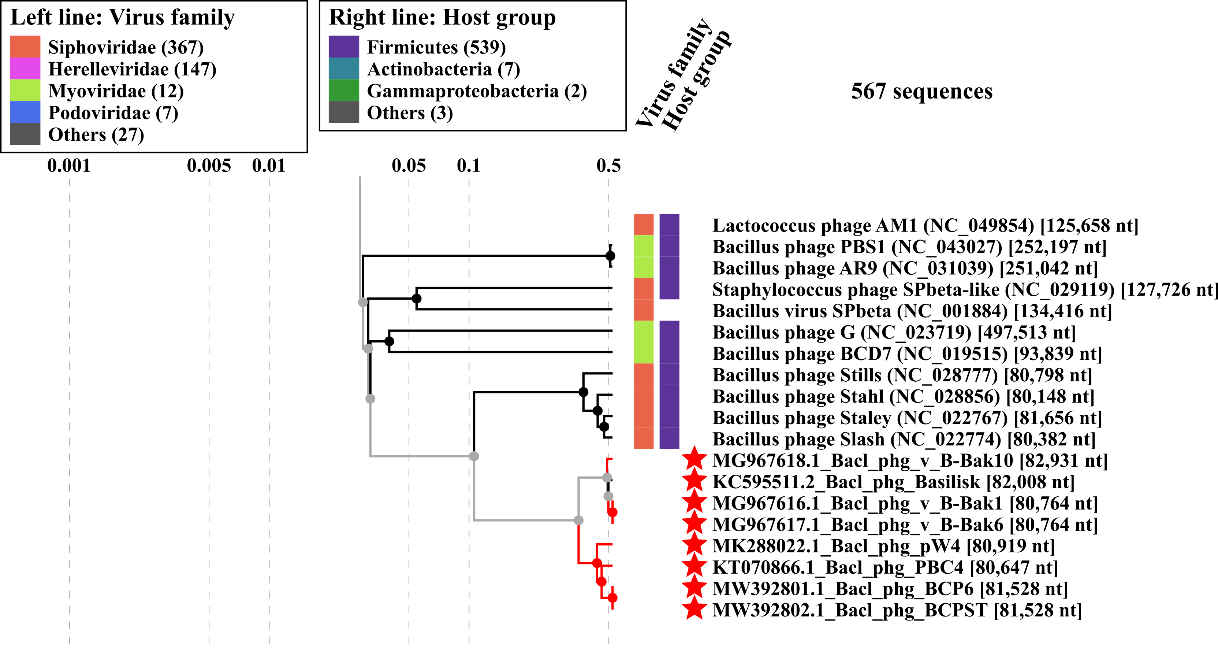 Left line: Virus family
Siphoviridae (367)
Herelleviridae (147)
Myoviridae (12)
Podoviridae (7)
Others (27)
Right line: Host group
Firmicutes (539)
Actinobacteria (7)
Gammaproteobacteria (2)
Others (3)
Virus family
Host group
567 sequences
0.001 0.005 0.01 0.05 0.1 0.5
Lactococcus phage AM1 (NC_049854) [125,658 nt]
Bacillus phage PBS1 (NC_043027) [252,197 nt]
Bacillus phage AR9 (NC_031039) [251,042 nt]
Staphylococcus phage SPbeta-like (NC_029119) [127,726 nt]
Bacillus virus SPbeta (NC_001884) [134,416 nt]
Bacillus phage G (NC_023719) [497,513 nt]
Bacillus phage BCD7 (NC_019515) [93,839 nt]
Bacillus phage Stills (NC_028777) [80,798 nt]
Bacillus phage Stahl (NC_028856) [80,148 nt]
Bacillus phage Staley (NC_022767) [81,656 nt]
Bacillus phage Slash (NC_022774) [80,382 nt]
MG967618.1_Bacl_phg_v_B-Bak10 [82,931 nt]
KC595511.2_Bacl_phg_Basilisk [82,008 nt]
MG967616.1_Bacl_phg_v_B-Bak1 [80,764 nt]
MG967617.1_Bacl_phg_v_B-Bak6 [80,764 nt]
MK288022.1_Bacl_phg_pW4 [80,919 nt]
KT070866.1_Bacl_phg_PBC4 [80,647 nt]
MW392801.1_Bacl_phg_BCP6 [81,528 nt]
MW392802.1_Bacl_phg_BCPST [81,528 nt]